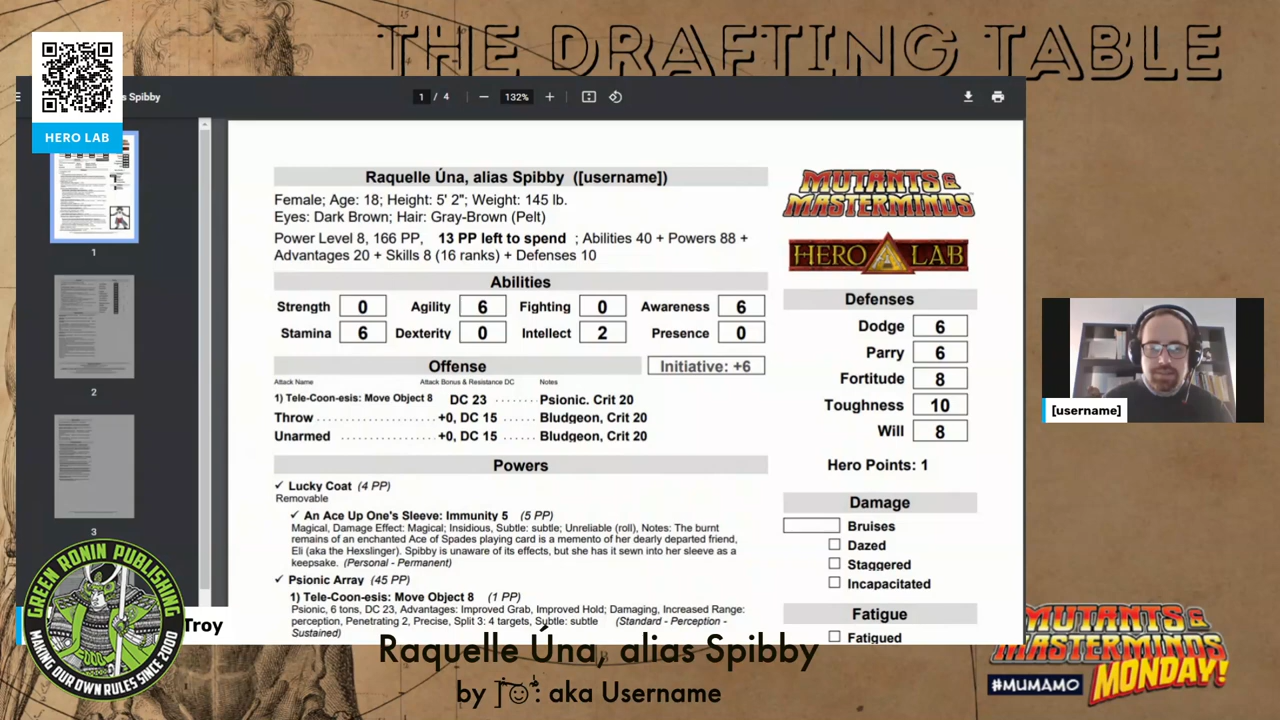 THE DRAFTING TABLE
HERO LAB
as Spibby
1 / 4
132%
1
2
3
Raquelle Úna, alias Spibby ([username])
Female; Age: 18; Height: 5' 2"; Weight: 145 lb.
Eyes: Dark Brown; Hair: Gray-Brown (Pelt)
Power Level 8, 166 PP, 13 PP left to spend ; Abilities 40 + Powers 88 +
Advantages 20 + Skills 8 (16 ranks) + Defenses 10
Abilities
Strength 0 Agility 6 Fighting 0 Awareness 6
Stamina 6 Dexterity 0 Intellect 2 Presence 0
Offense Initiative: +6
Attack Name Attack Bonus & Resistance DC Notes
1) Tele-Coon-esis: Move Object 8 DC 23 ........ Psionic. Crit 20
Throw ........ +0, DC 15 ...... Bludgeon, Crit 20
Unarmed ........ +0, DC 15 ...... Bludgeon, Crit 20
Powers
✓ Lucky Coat (4 PP)
Removable
✓ An Ace Up One's Sleeve: Immunity 5 (5 PP)
Magical, Damage Effect: Magical; Insidious, Subtle: subtle; Unreliable (roll), Notes: The burnt
remains of an enchanted Ace of Spades playing card is a memento of her dearly departed friend,
Eli (aka the Hexslinger). Spibby is unaware of its effects, but she has it sewn into her sleeve as a
keepsake. (Personal - Permanent)
✓ Psionic Array (45 PP)
1) Tele-Coon-esis: Move Object 8 (1 PP)
Psionic, 6 tons, DC 23, Advantages: Improved Grab, Improved Hold; Damaging, Increased Range:
perception, Penetrating 2, Precise, Split 3: 4 targets, Subtle: subtle (Standard - Perception -
Sustained)
MUTANTS &
MASTERMINDS
HERO LAB
Defenses
Dodge 6
Parry 6
Fortitude 8
Toughness 10
Will 8
Hero Points: 1
Damage
Bruises
Dazed
Staggered
Incapacitated
Fatigue
Fatigued
[username]
GREEN RONIN PUBLISHING
MAKING OUR OWN RULES SINCE 2000
Troy
Raquelle Úna, alias Spibby
by aka Username
MUTANTS &
MASTERMINDS
MONDAY!
#MUMAMO